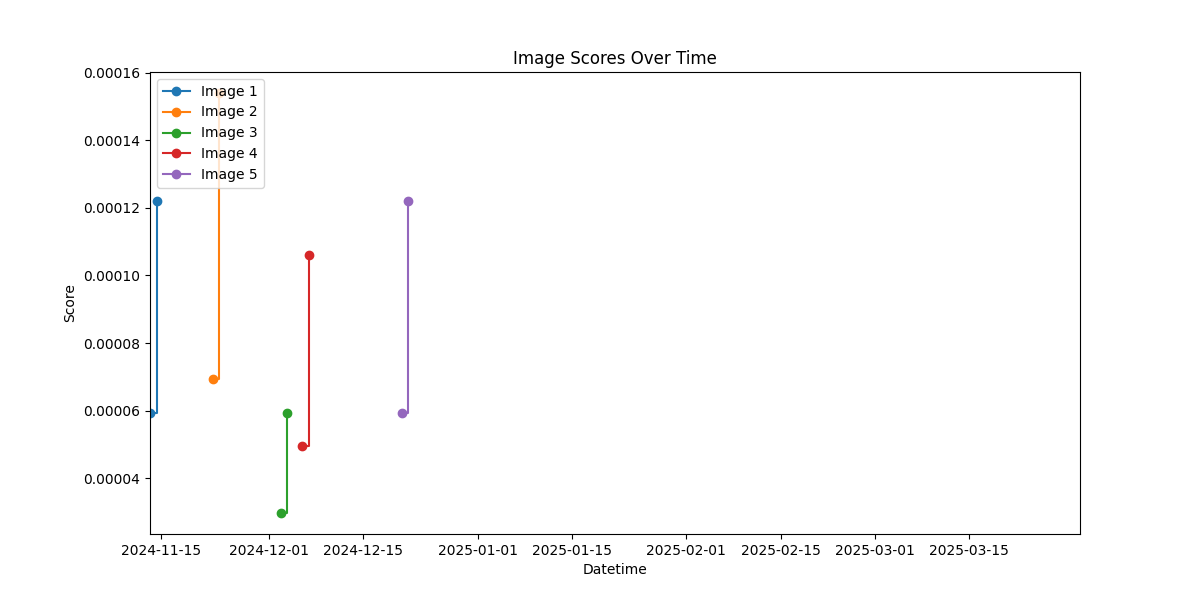 Image Scores Over Time
0.00016
0.00014
0.00012
0.00010
0.00008
0.00006
0.00004
Score
Image 1
Image 2
Image 3
Image 4
Image 5
2024-11-15 2024-12-01 2024-12-15 2025-01-01 2025-01-15 2025-02-01 2025-02-15 2025-03-01 2025-03-15
Datetime